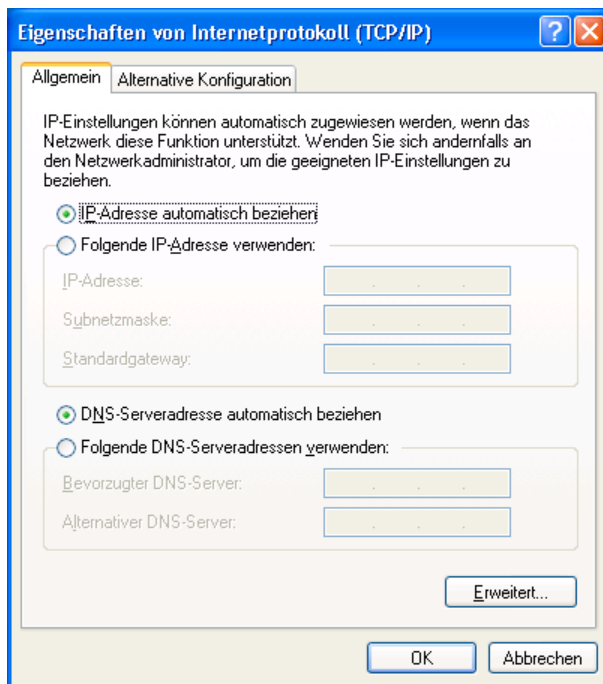 Eigenschaften von Internetprotokoll (TCP/IP)
Allgemein
Alternative Konfiguration
IP-Einstellungen können automatisch zugewiesen werden, wenn das
Netzwerk diese Funktion unterstützt. Wenden Sie sich andernfalls an
den Netzwerkadministrator, um die geeigneten IP-Einstellungen zu
beziehen.
IP-Adresse automatisch beziehen
Folgende IP-Adresse verwenden:
IP-Adresse:
Subnetzmaske:
Standardgateway:
DNS-Serveradresse automatisch beziehen
Folgende DNS-Serveradressen verwenden:
Bevorzugter DNS-Server:
Alternativer DNS-Server:
Erweitert...
OK
Abbrechen